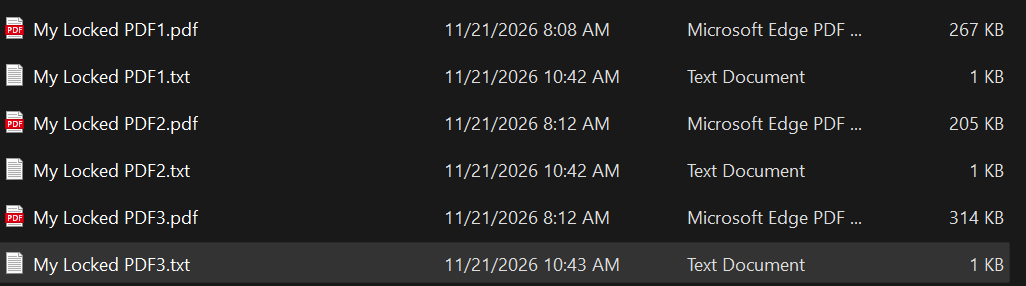 My Locked PDF1.pdf 11/21/2026 8:08 AM Microsoft Edge PDF ... 267 KB
My Locked PDF1.txt 11/21/2026 10:42 AM Text Document 1 KB
My Locked PDF2.pdf 11/21/2026 8:12 AM Microsoft Edge PDF ... 205 KB
My Locked PDF2.txt 11/21/2026 10:42 AM Text Document 1 KB
My Locked PDF3.pdf 11/21/2026 8:12 AM Microsoft Edge PDF ... 314 KB
My Locked PDF3.txt 11/21/2026 10:43 AM Text Document 1 KB